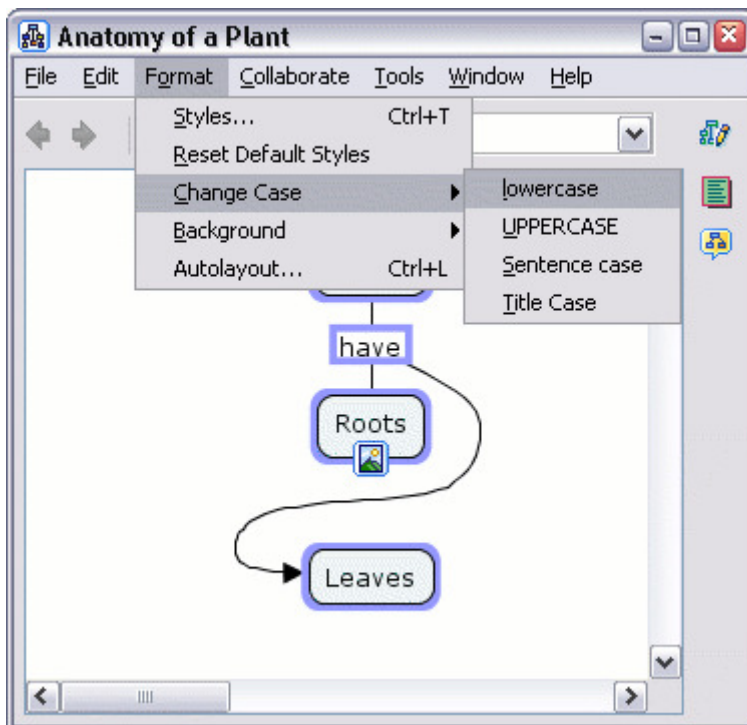 Anatomy of a Plant
File Edit Format Collaborate Tools Window Help
Styles... Ctrl+T
Reset Default Styles
Change Case
lowercase
UPPERCASE
Sentence case
Title Case
Background
Autolayout... Ctrl+L
have
Roots
Leaves